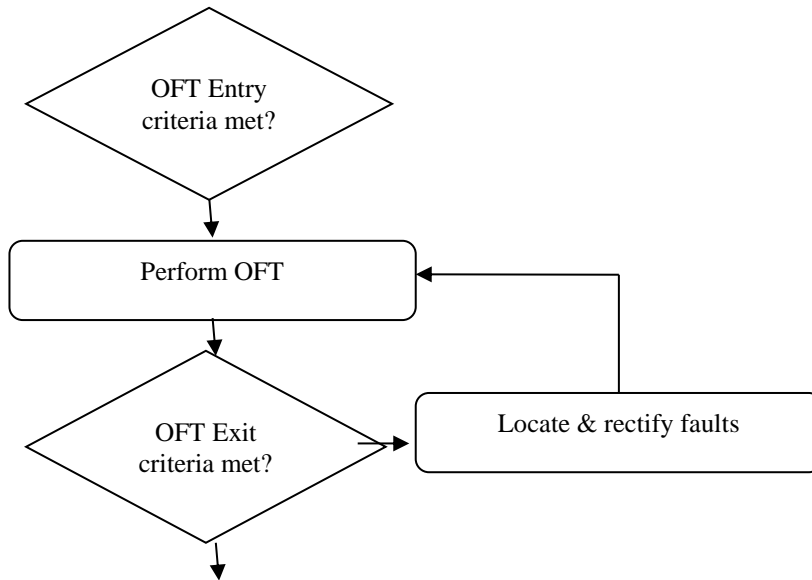 OFT Entry
criteria met?
Perform OFT
OFT Exit
criteria met?
Locate & rectify faults